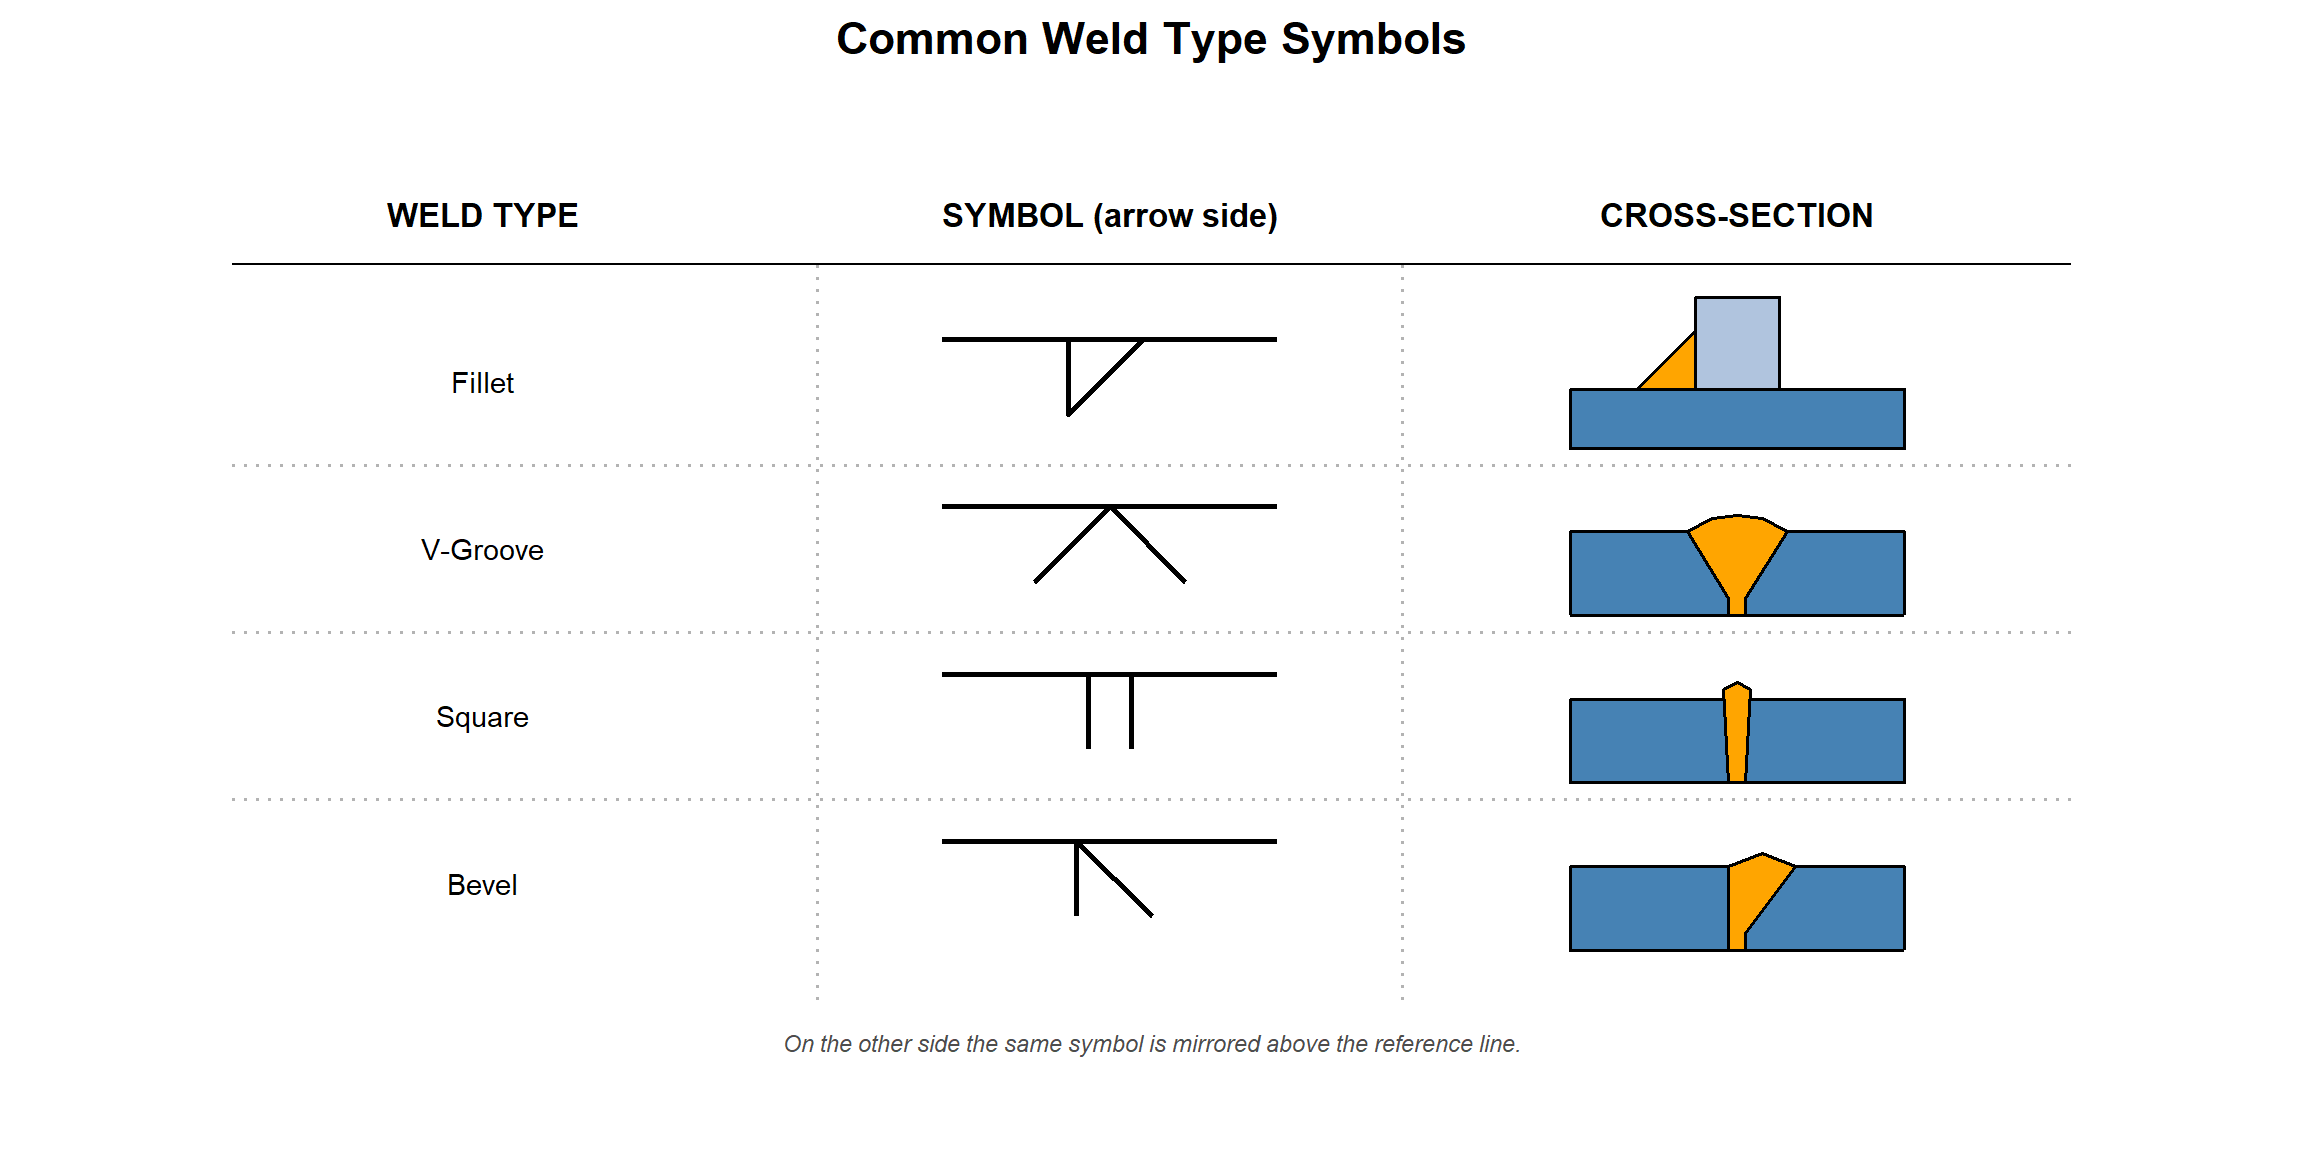 Common Weld Type Symbols
WELD TYPE
SYMBOL (arrow side)
CROSS-SECTION
Fillet
V-Groove
Square
Bevel
On the other side the same symbol is mirrored above the reference line.